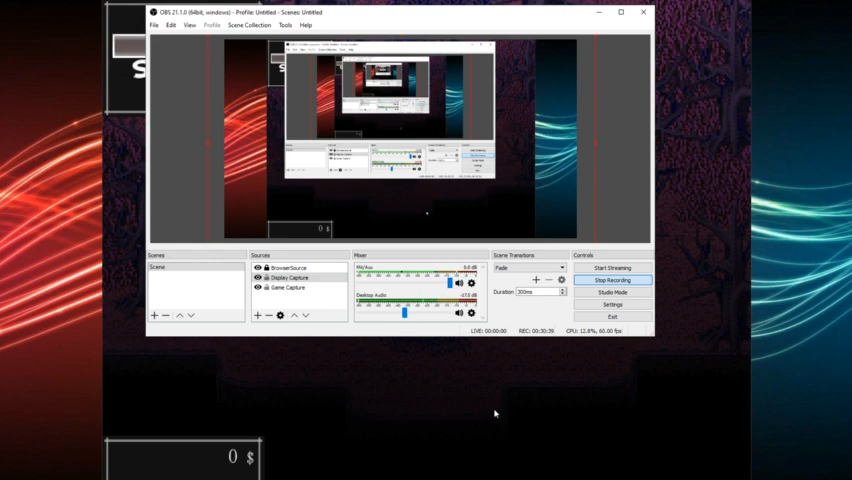 OBS 21.1.0 (64bit, windows) - Profile: Untitled - Scenes: Untitled
File Edit View Profile Scene Collection Tools Help
0 $
Scenes
Sources
Mixer
Scene Transitions
Controls
Scene
BrowserSource
Display Capture
Game Capture
Mic/Aux 0.0 dB
Desktop Audio -17.5 dB
Fade
Duration 300ms
Start Streaming
Stop Recording
Studio Mode
Settings
Exit
LIVE: 00:00:00 REC: 00:30:39 CPU: 12.8%, 60.00 fps
0 $